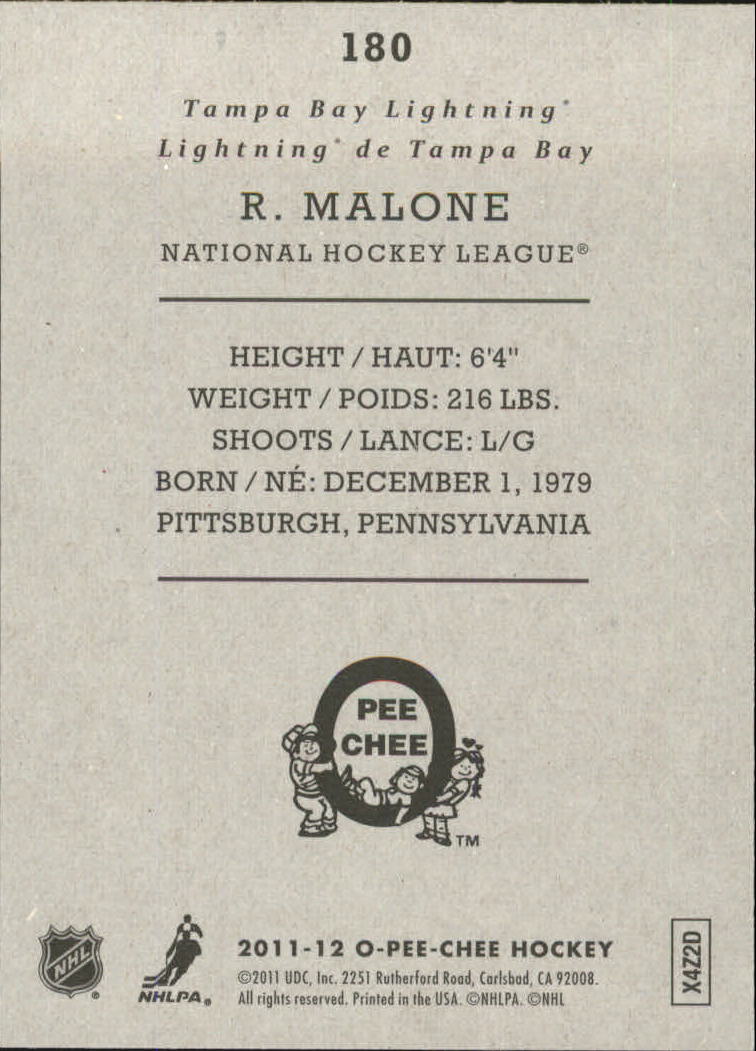 180
Tampa Bay Lightning®
Lightning® de Tampa Bay
R. MALONE
NATIONAL HOCKEY LEAGUE®
HEIGHT / HAUT: 6'4"
WEIGHT / POIDS: 216 LBS.
SHOOTS / LANCE: L/G
BORN / NÉ: DECEMBER 1, 1979
PITTSBURGH, PENNSYLVANIA
O
PEE
CHEE
TM
NHL®
NHLPA®
2011-12 O-PEE-CHEE HOCKEY
©2011 UDC, Inc. 2251 Rutherford Road, Carlsbad, CA 92008.
All rights reserved. Printed in the USA. ©NHLPA. ©NHL
X4Z2D